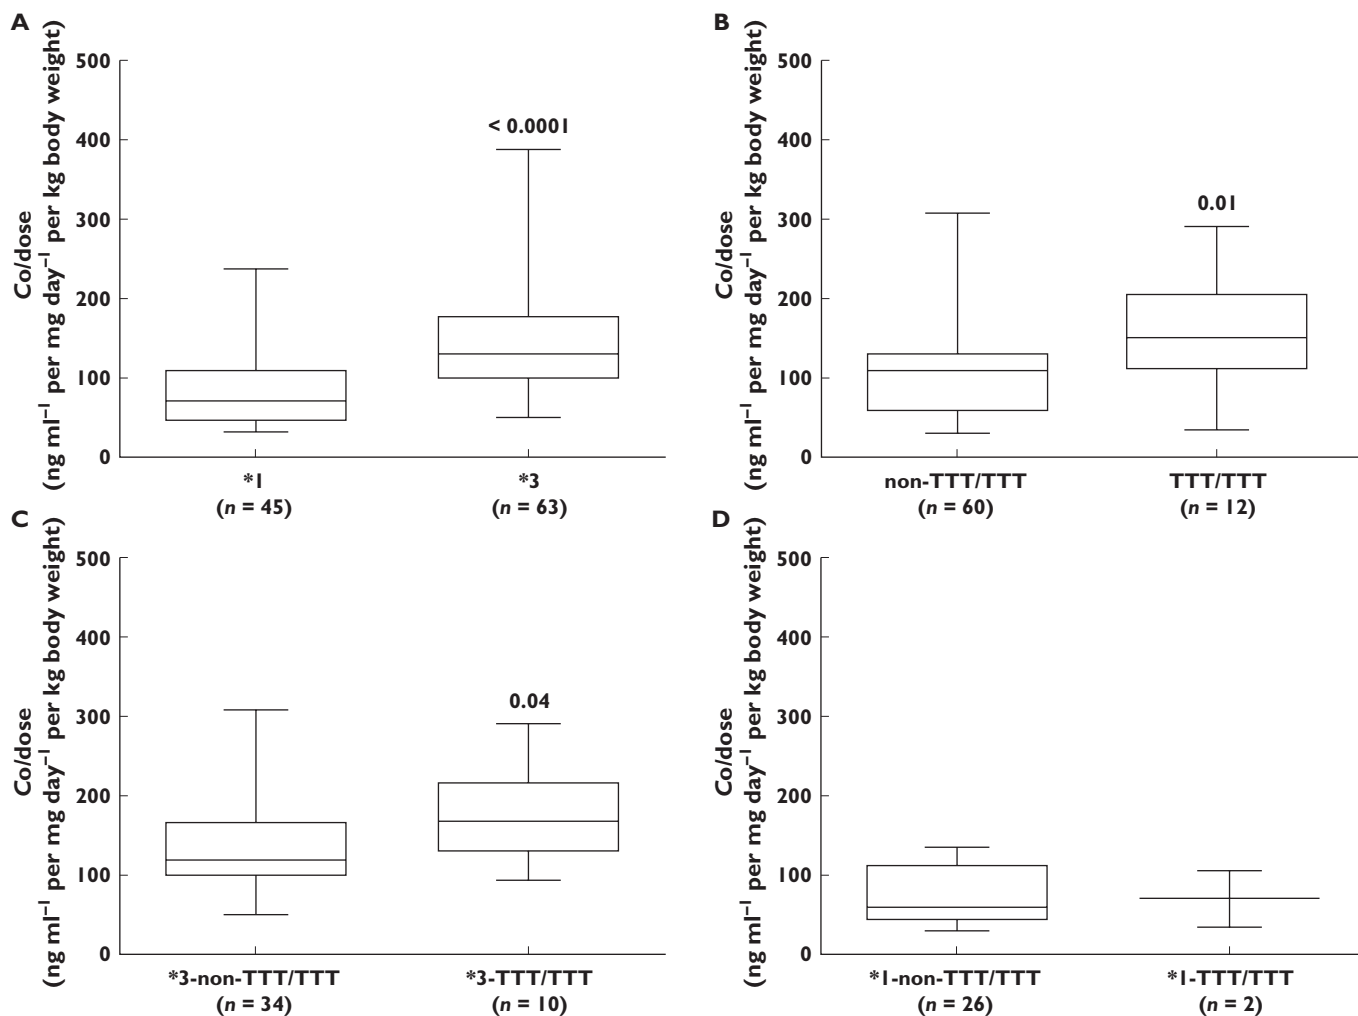 A
Co/dose
(ng ml⁻¹ per mg day⁻¹ per kg body weight)
500
400
300
200
100
0
< 0.0001
*1
(n = 45)
*3
(n = 63)
B
Co/dose
(ng ml⁻¹ per mg day⁻¹ per kg body weight)
500
400
300
200
100
0
0.01
non-TTT/TTT
(n = 60)
TTT/TTT
(n = 12)
C
Co/dose
(ng ml⁻¹ per mg day⁻¹ per kg body weight)
500
400
300
200
100
0
0.04
*3-non-TTT/TTT
(n = 34)
*3-TTT/TTT
(n = 10)
D
Co/dose
(ng ml⁻¹ per mg day⁻¹ per kg body weight)
500
400
300
200
100
0
*1-non-TTT/TTT
(n = 26)
*1-TTT/TTT
(n = 2)